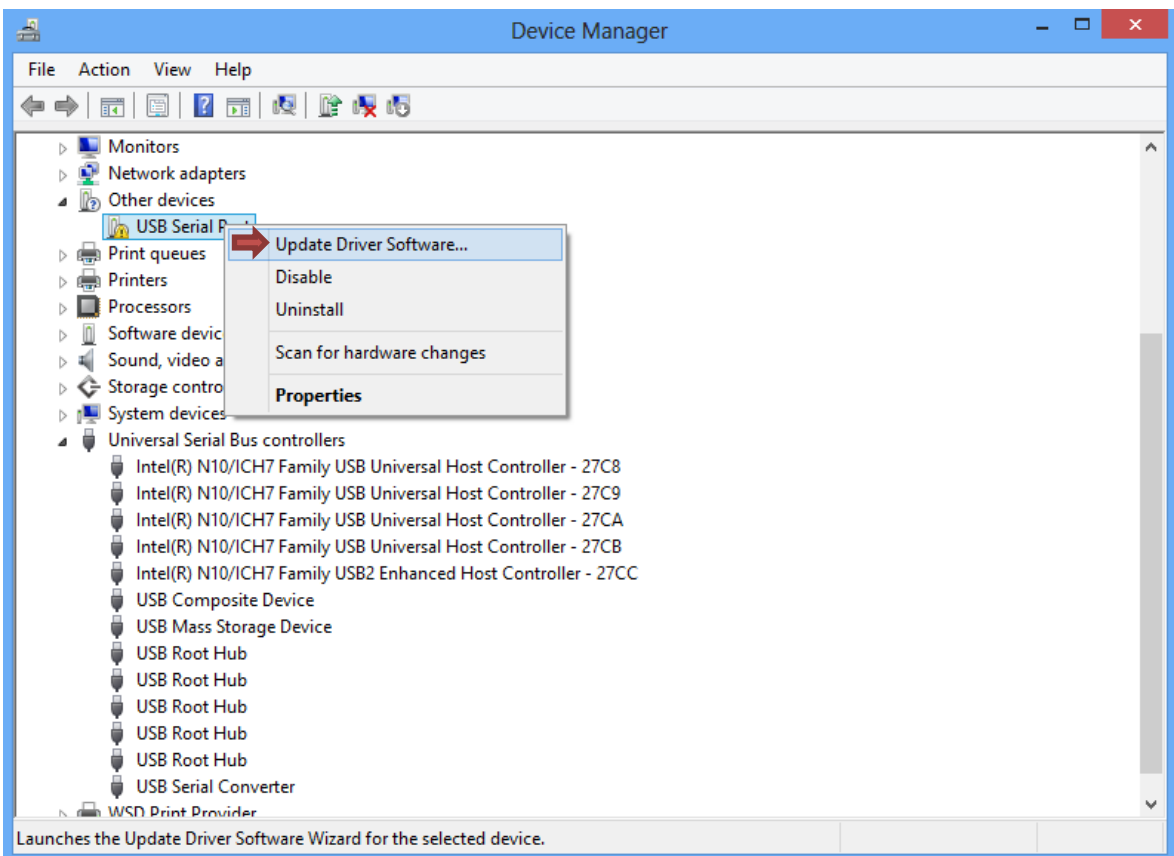 Device Manager
File Action View Help
Monitors
Network adapters
Other devices
USB Serial
Update Driver Software...
Print queues
Disable
Printers
Processors
Uninstall
Software devic
Scan for hardware changes
Sound, video a
Storage contro
Properties
System devices
Universal Serial Bus controllers
Intel(R) N10/ICH7 Family USB Universal Host Controller - 27C8
Intel(R) N10/ICH7 Family USB Universal Host Controller - 27C9
Intel(R) N10/ICH7 Family USB Universal Host Controller - 27CA
Intel(R) N10/ICH7 Family USB Universal Host Controller - 27CB
Intel(R) N10/ICH7 Family USB2 Enhanced Host Controller - 27CC
USB Composite Device
USB Mass Storage Device
USB Root Hub
USB Root Hub
USB Root Hub
USB Root Hub
USB Root Hub
USB Serial Converter
WSD Print Provider
Launches the Update Driver Software Wizard for the selected device.